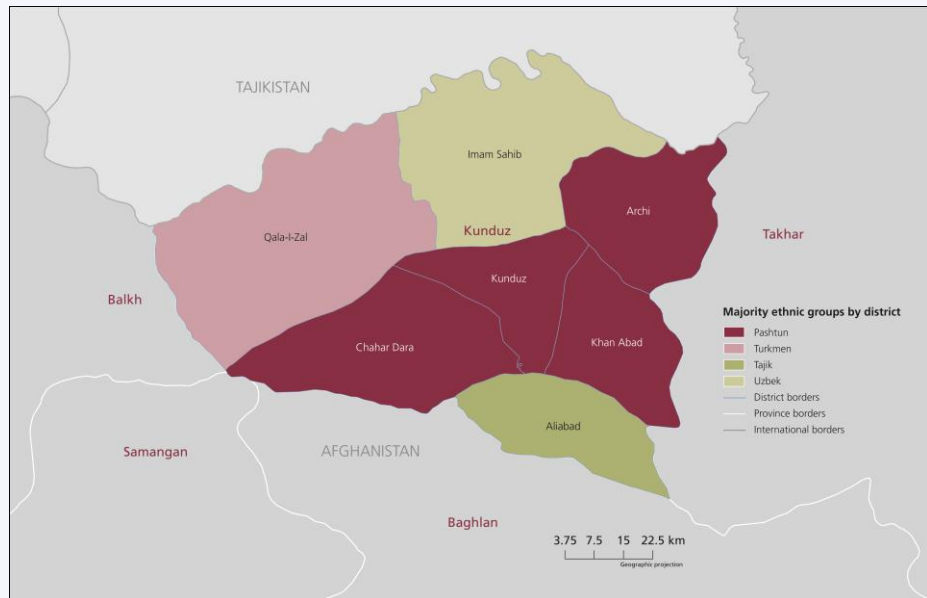 TAJIKISTAN
Imam Sahib
Archi
Qala-I-Zal
Kunduz
Takhar
Kunduz
Balkh
Chahar Dara
Khan Abad
Aliabad
Samangan
AFGHANISTAN
Baghlan
Majority ethnic groups by district
Pashtun
Turkmen
Tajik
Uzbek
District borders
Province borders
International borders
3.75 7.5 15 22.5 km
Geographic projection